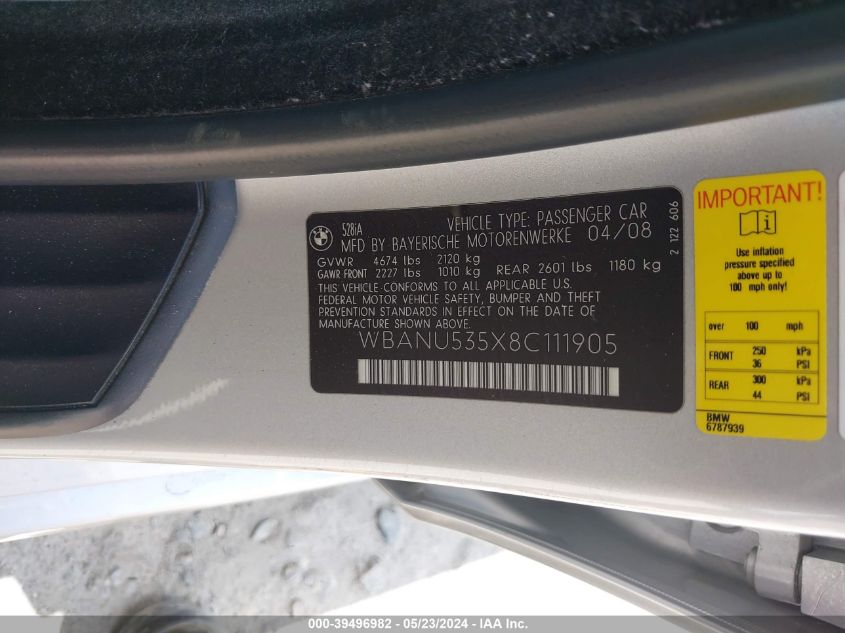 528iA
VEHICLE TYPE: PASSENGER CAR
MFD BY BAYERISCHE MOTORENWERKE 04/08
GVWR 4674 lbs 2120 kg
GAWR FRONT 2227 lbs 1010 kg REAR 2601 lbs 1180 kg
THIS VEHICLE CONFORMS TO ALL APPLICABLE U.S.
FEDERAL MOTOR VEHICLE SAFETY, BUMPER AND THEFT
PREVENTION STANDARDS IN EFFECT ON THE DATE OF
MANUFACTURE SHOWN ABOVE.
WBANU535X8C111905
2 122 606
IMPORTANT!
Use inflation
pressure specified
above up to
100 mph only!
over 100 mph
FRONT 250 kPa
36 PSI
REAR 300 kPa
44 PSI
BMW
6787939
000-39496982 - 05/23/2024 - IAA Inc.